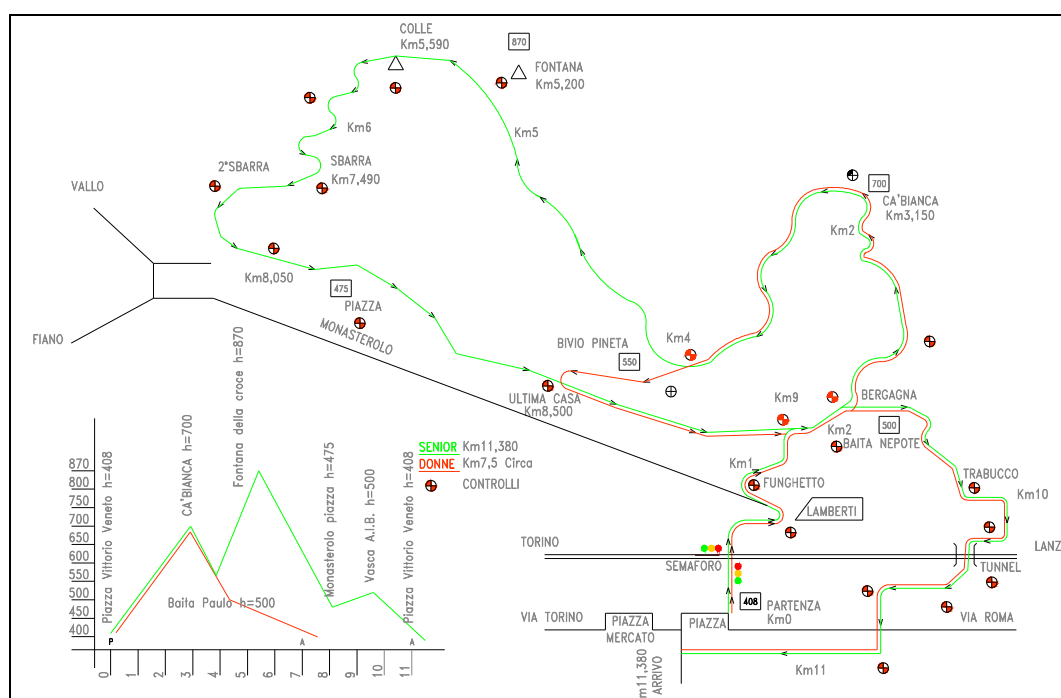 COLLE
Km5,590
870
FONTANA
Km5,200
Km6
Km5
2°SBARRA
SBARRA
Km7,490
VALLO
700
CA'BIANCA
Km3,150
Km2
Km8,050
475
PIAZZA
MONASTEROLO
FIANO
Km4
BIVIO PINETA
550
ULTIMA CASA
Km8,500
Km9
BERGAGNA
500
Km2
BAITA NEPOTE
SENIOR Km11,380
DONNE Km7,5 Circa
CONTROLLI
Km1
FUNGHETTO
TRABUCCO
Km10
LAMBERTI
TORINO
LANZ
SEMAFORO
TUNNEL
408
PARTENZA
Km0
VIA TORINO
PIAZZA
MERCATO
PIAZZA
VIA ROMA
m11,380
ARRIVO
Km11
870
800
750
700
650
600
550
500
450
400
Piazza Vittorio Veneto h=408
CA'BIANCA h=700
Fontana della croce h=870
Baita Paulo h=500
Monasterolo piazza h=475
Vasca A.I.B. h=500
Piazza Vittorio Veneto h=408
P
A
A
0
1
2
3
4
5
6
7
8
9
10
11